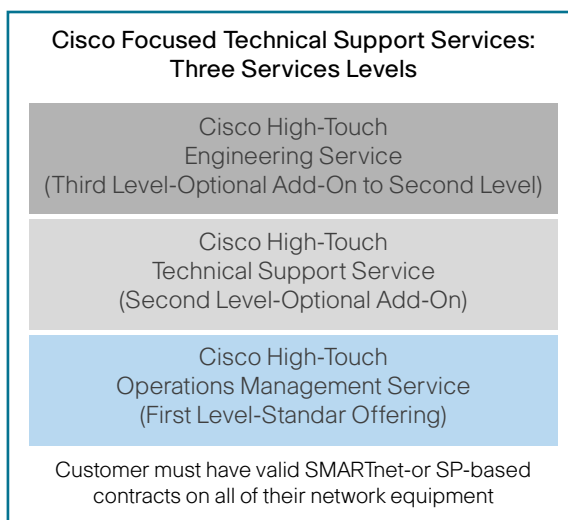 Cisco Focused Technical Support Services:
Three Services Levels
Cisco High-Touch
Engineering Service
(Third Level-Optional Add-On to Second Level)
Cisco High-Touch
Technical Support Service
(Second Level-Optional Add-On)
Cisco High-Touch
Operations Management Service
(First Level-Standar Offering)
Customer must have valid SMARTnet-or SP-based
contracts on all of their network equipment